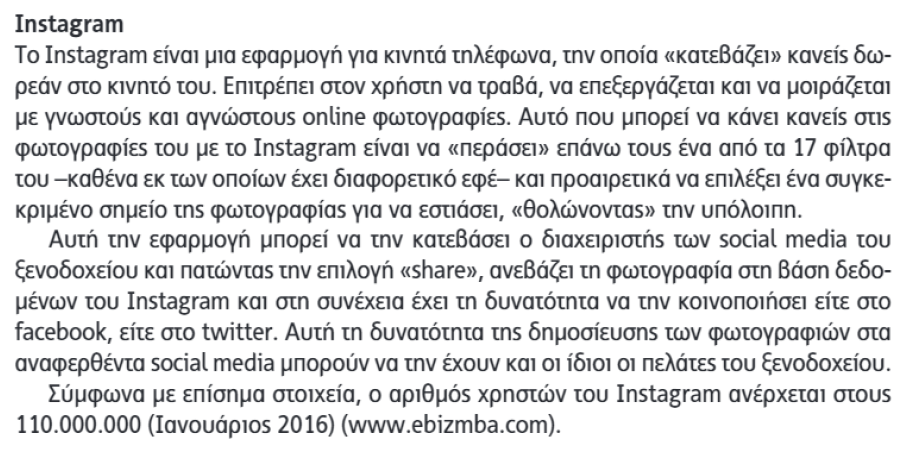 Instagram
Το Instagram είναι μια εφαρμογή για κινητά τηλέφωνα, την οποία «κατεβάζει» κανείς δω-
ρεάν στο κινητό του. Επιτρέπει στον χρήστη να τραβά, να επεξεργάζεται και να μοιράζεται
με γνωστούς και αγνώστους online φωτογραφίες. Αυτό που μπορεί να κάνει κανείς στις
φωτογραφίες του με το Instagram είναι να «περάσει» επάνω τους ένα από τα 17 φίλτρα
του –καθένα εκ των οποίων έχει διαφορετικό εφέ– και προαιρετικά να επιλέξει ένα συγκε-
κριμένο σημείο της φωτογραφίας για να εστιάσει, «θολώνοντας» την υπόλοιπη.
Αυτή την εφαρμογή μπορεί να την κατεβάσει ο διαχειριστής των social media του
ξενοδοχείου και πατώντας την επιλογή «share», ανεβάζει τη φωτογραφία στη βάση δεδο-
μένων του Instagram και στη συνέχεια έχει τη δυνατότητα να την κοινοποιήσει είτε στο
facebook, είτε στο twitter. Αυτή τη δυνατότητα της δημοσίευσης των φωτογραφιών στα
αναφερθέντα social media μπορούν να την έχουν και οι ίδιοι οι πελάτες του ξενοδοχείου.
Σύμφωνα με επίσημα στοιχεία, ο αριθμός χρηστών του Instagram ανέρχεται στους
110.000.000 (Ιανουάριος 2016) (www.ebizmba.com).